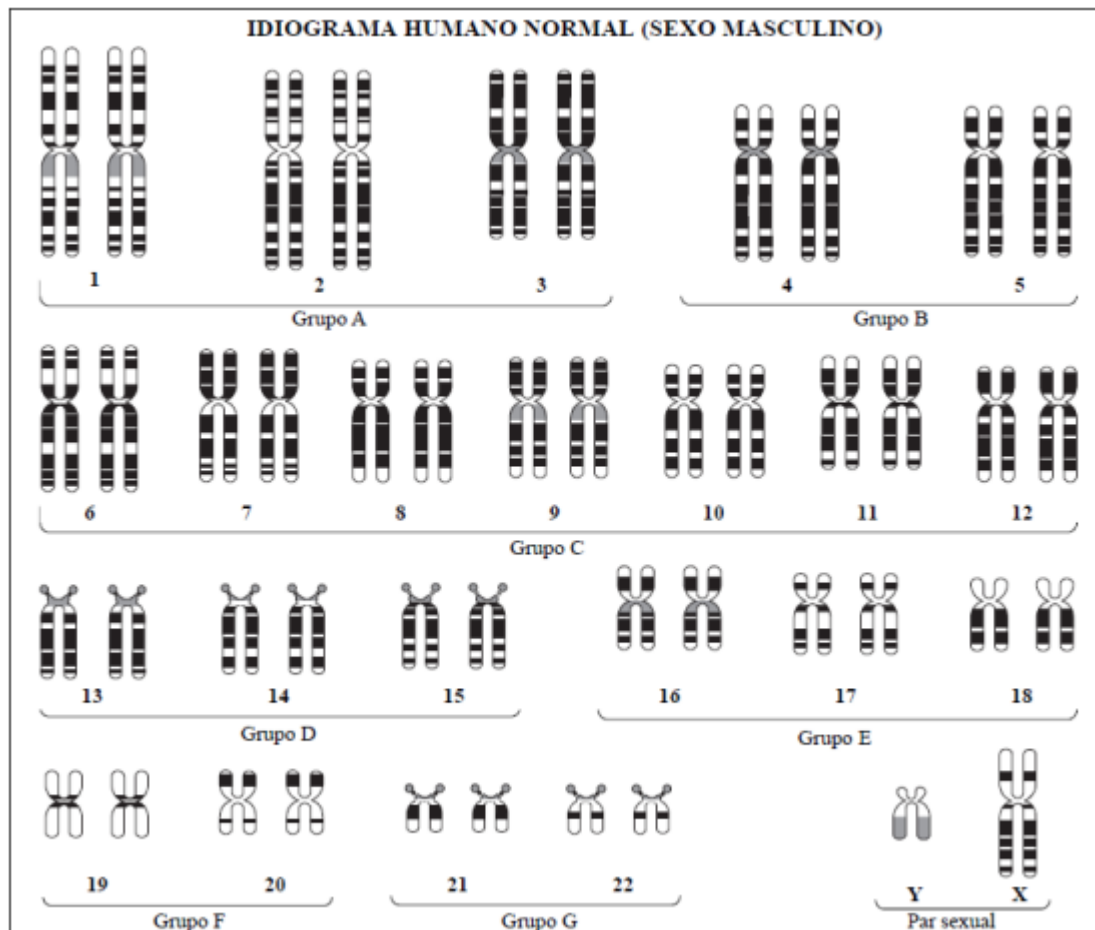 IDIOGRAMA HUMANO NORMAL (SEXO MASCULINO)
1 2 3 4 5
Grupo A Grupo B
6 7 8 9 10 11 12
Grupo C
13 14 15 16 17 18
Grupo D Grupo E
19 20 21 22 Y X
Grupo F Grupo G Par sexual